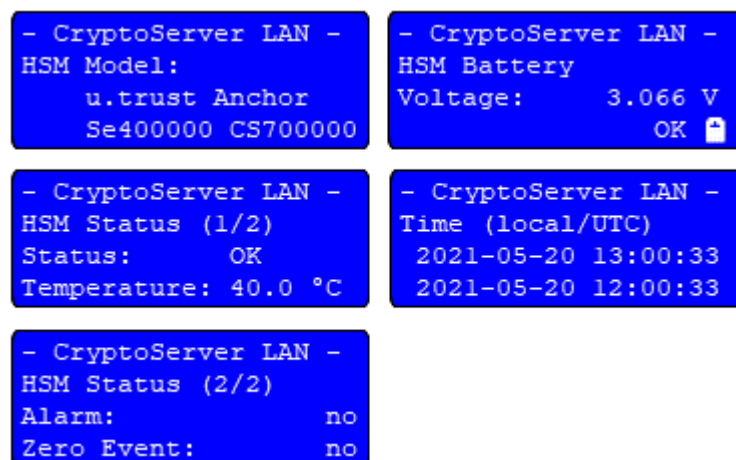 - CryptoServer LAN -
HSM Model:
u.trust Anchor
Se400000 CS700000
- CryptoServer LAN -
HSM Battery
Voltage: 3.066 V
OK
- CryptoServer LAN -
HSM Status (1/2)
Status: OK
Temperature: 40.0 °C
- CryptoServer LAN -
Time (local/UTC)
2021-05-20 13:00:33
2021-05-20 12:00:33
- CryptoServer LAN -
HSM Status (2/2)
Alarm: no
Zero Event: no